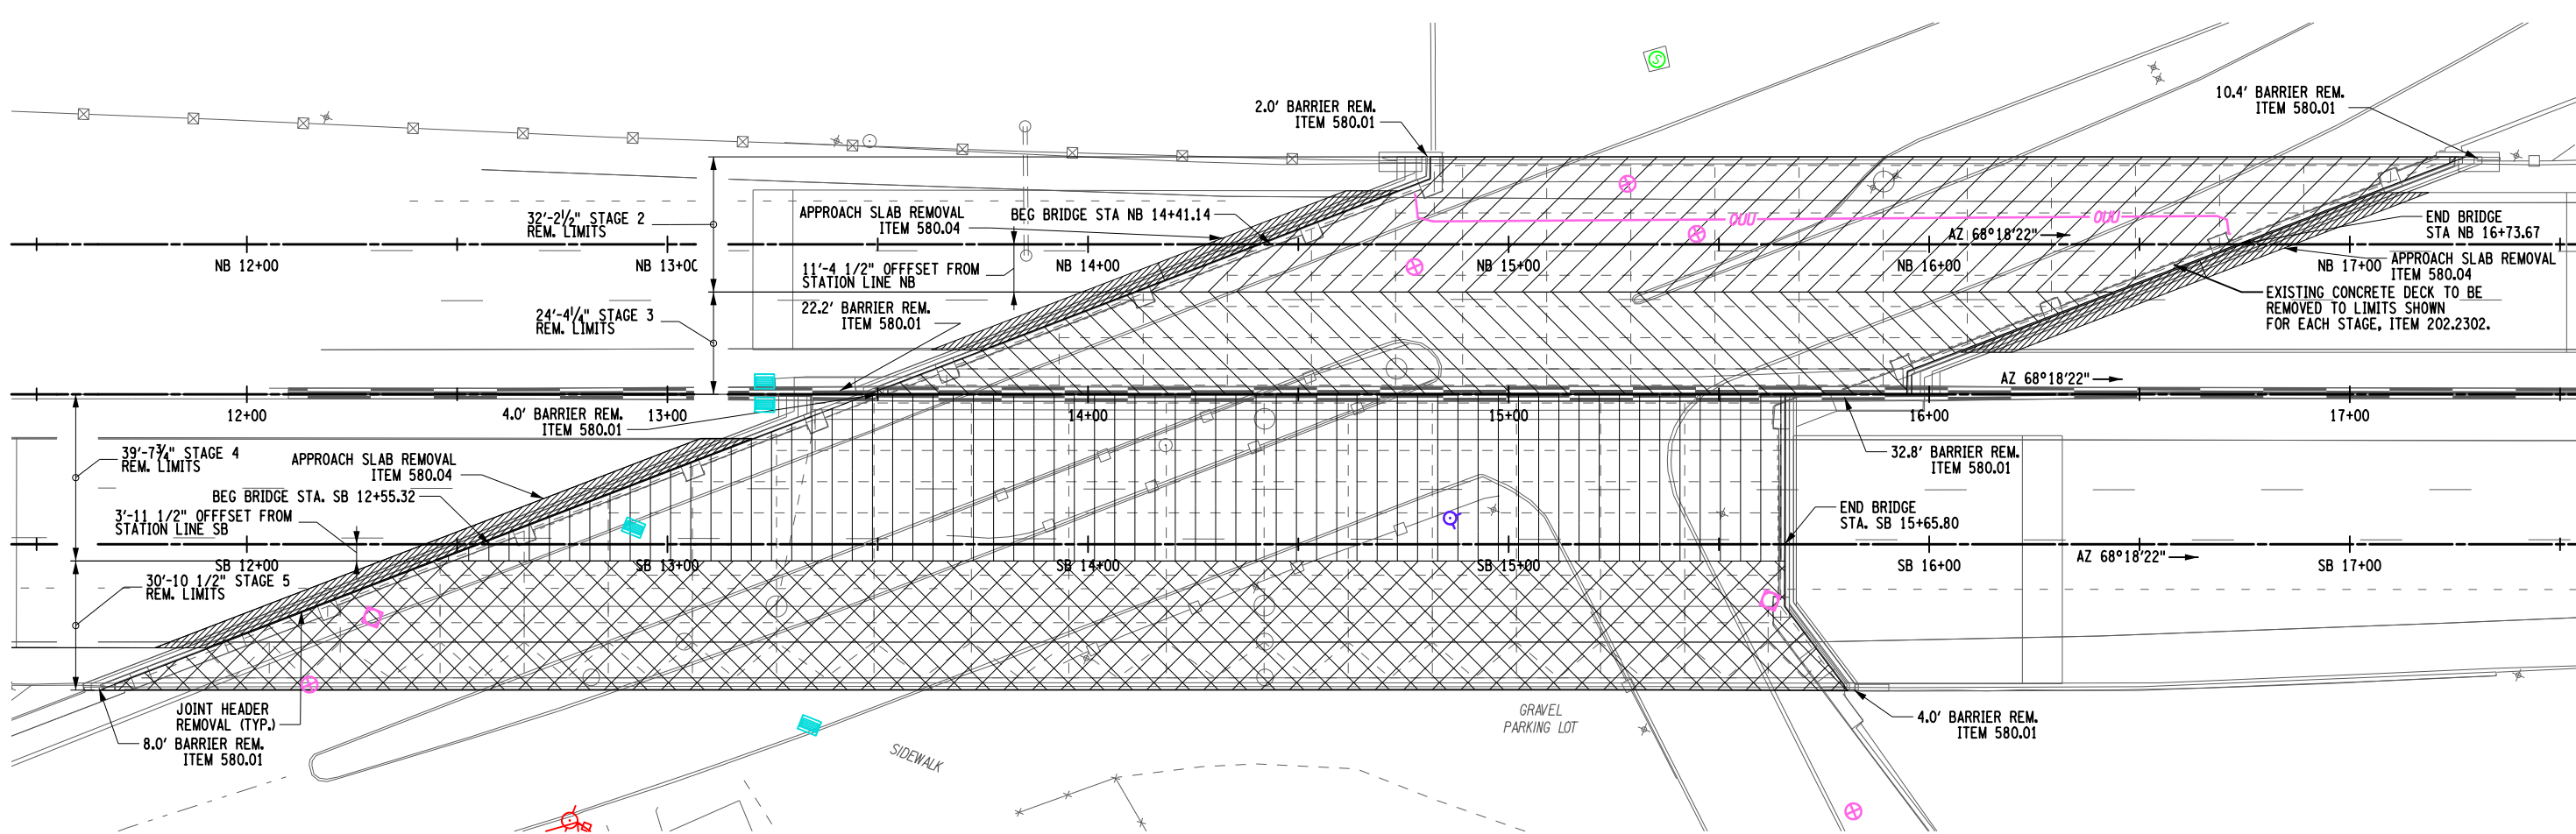 2.0' BARRIER REM.
ITEM 580.01
10.4' BARRIER REM.
ITEM 580.01
32'-2½" STAGE 2
REM. LIMITS
APPROACH SLAB REMOVAL
ITEM 580.04
BEG BRIDGE STA NB 14+41.14
OUU
OUU
END BRIDGE
STA NB 16+73.67
AZ 68°18'22"
NB 12+00
NB 13+00
NB 14+00
NB 15+00
NB 16+00
NB 17+00
11'-4 1/2" OFFFSET FROM
STATION LINE NB
APPROACH SLAB REMOVAL
ITEM 580.04
24'-4¼" STAGE 3
REM. LIMITS
22.2' BARRIER REM.
ITEM 580.01
EXISTING CONCRETE DECK TO BE
REMOVED TO LIMITS SHOWN
FOR EACH STAGE, ITEM 202.2302.
AZ 68°18'22"
12+00
13+00
14+00
15+00
16+00
17+00
4.0' BARRIER REM.
ITEM 580.01
39'-7¾" STAGE 4
REM. LIMITS
APPROACH SLAB REMOVAL
ITEM 580.04
32.8' BARRIER REM.
ITEM 580.01
BEG BRIDGE STA. SB 12+55.32
3'-11 1/2" OFFFSET FROM
STATION LINE SB
END BRIDGE
STA. SB 15+65.80
AZ 68°18'22"
SB 12+00
SB 13+00
SB 14+00
SB 15+00
SB 16+00
SB 17+00
30'-10 1/2" STAGE 5
REM. LIMITS
JOINT HEADER
REMOVAL (TYP.)
8.0' BARRIER REM.
ITEM 580.01
GRAVEL
PARKING LOT
4.0' BARRIER REM.
ITEM 580.01
SIDEWALK
S